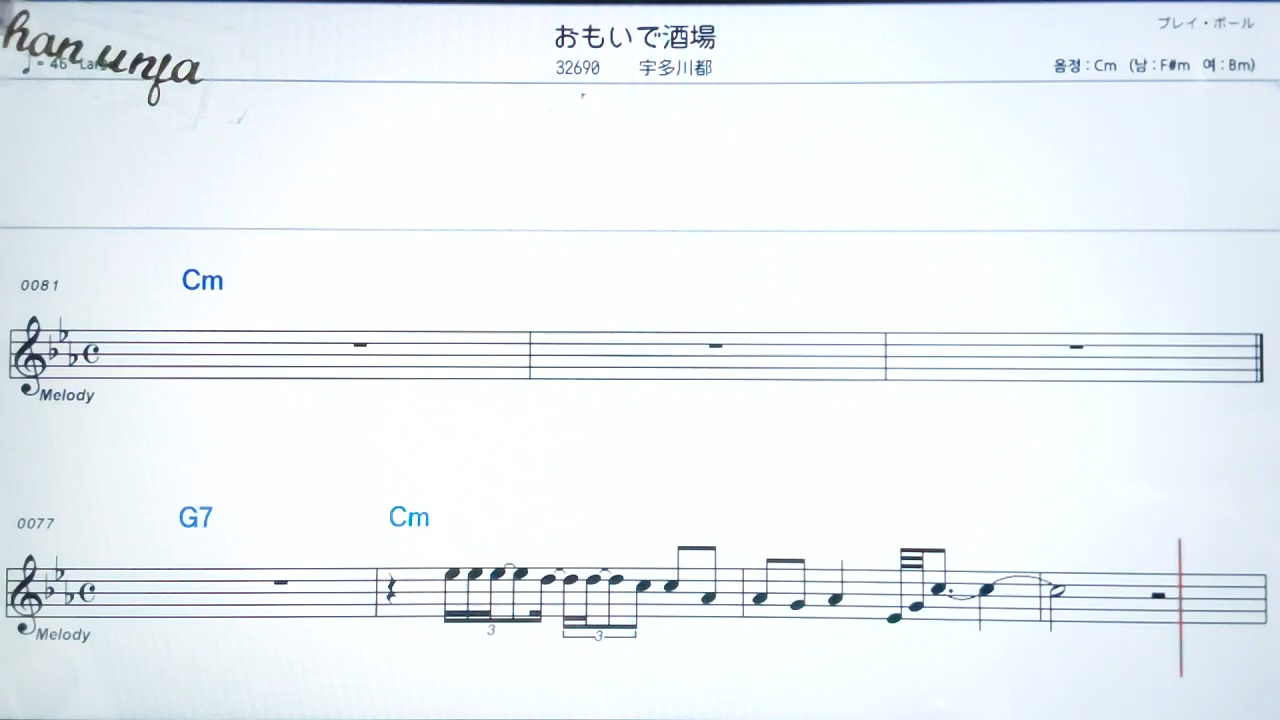 han unja
プレイ・ボール
おもいで酒場
32690 宇多川都
음정 : Cm (남 : F#m 여 : Bm)
♩= 46
0081
Cm
Melody
0077
G7 Cm
Melody
3 3